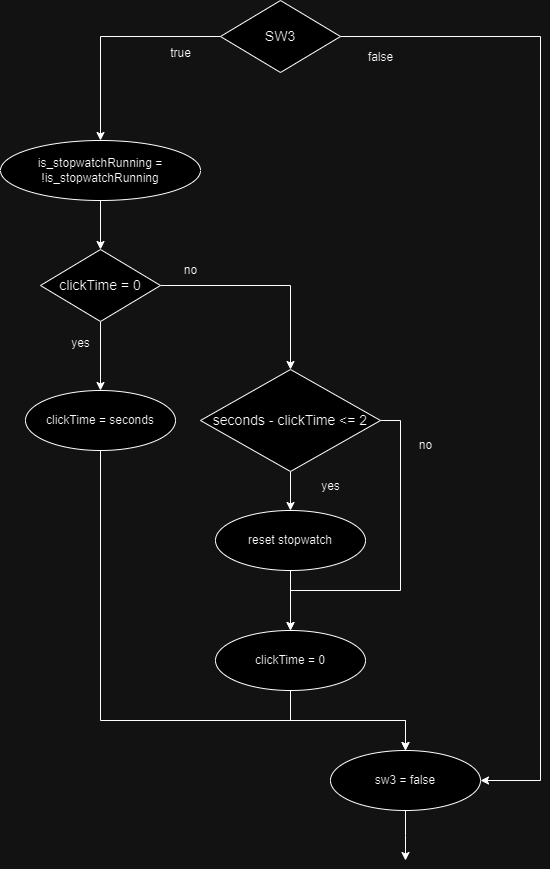 SW3
true
false
is_stopwatchRunning =
!is_stopwatchRunning
clickTime = 0
no
yes
clickTime = seconds
seconds - clickTime <= 2
no
yes
reset stopwatch
clickTime = 0
sw3 = false